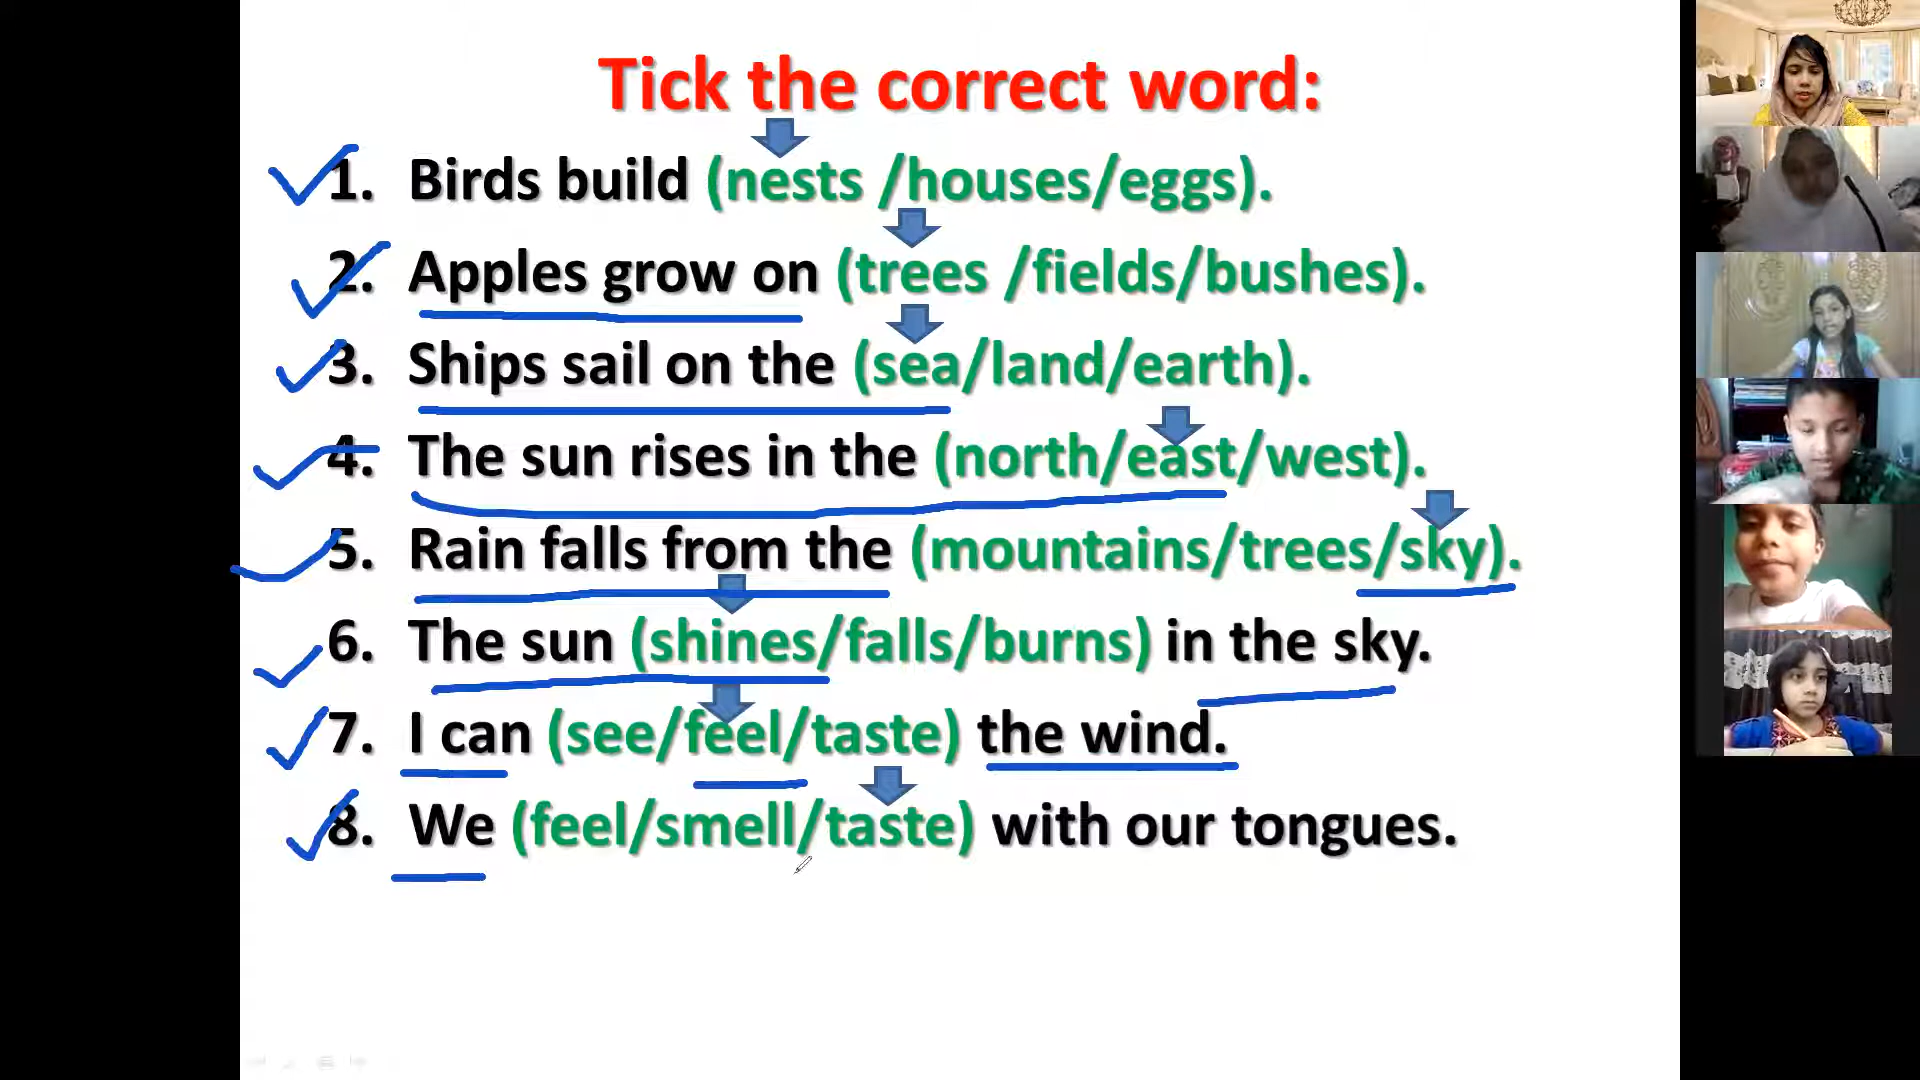 Tick the correct word:
1. Birds build (nests /houses/eggs).
2. Apples grow on (trees /fields/bushes).
3. Ships sail on the (sea/land/earth).
4. The sun rises in the (north/east/west).
5. Rain falls from the (mountains/trees/sky).
6. The sun (shines/falls/burns) in the sky.
7. I can (see/feel/taste) the wind.
8. We (feel/smell/taste) with our tongues.